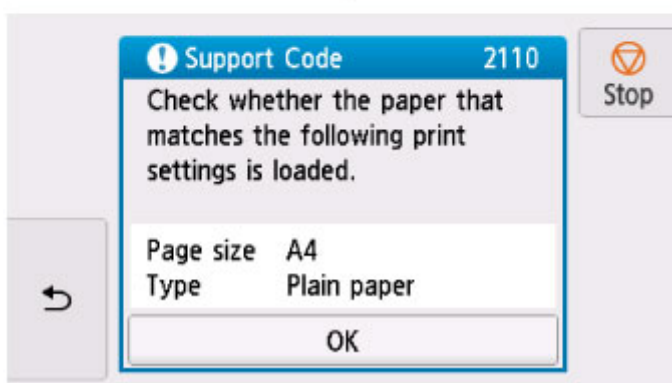 Support Code 2110
Stop
Check whether the paper that
matches the following print
settings is loaded.
Page size A4
Type Plain paper
OK